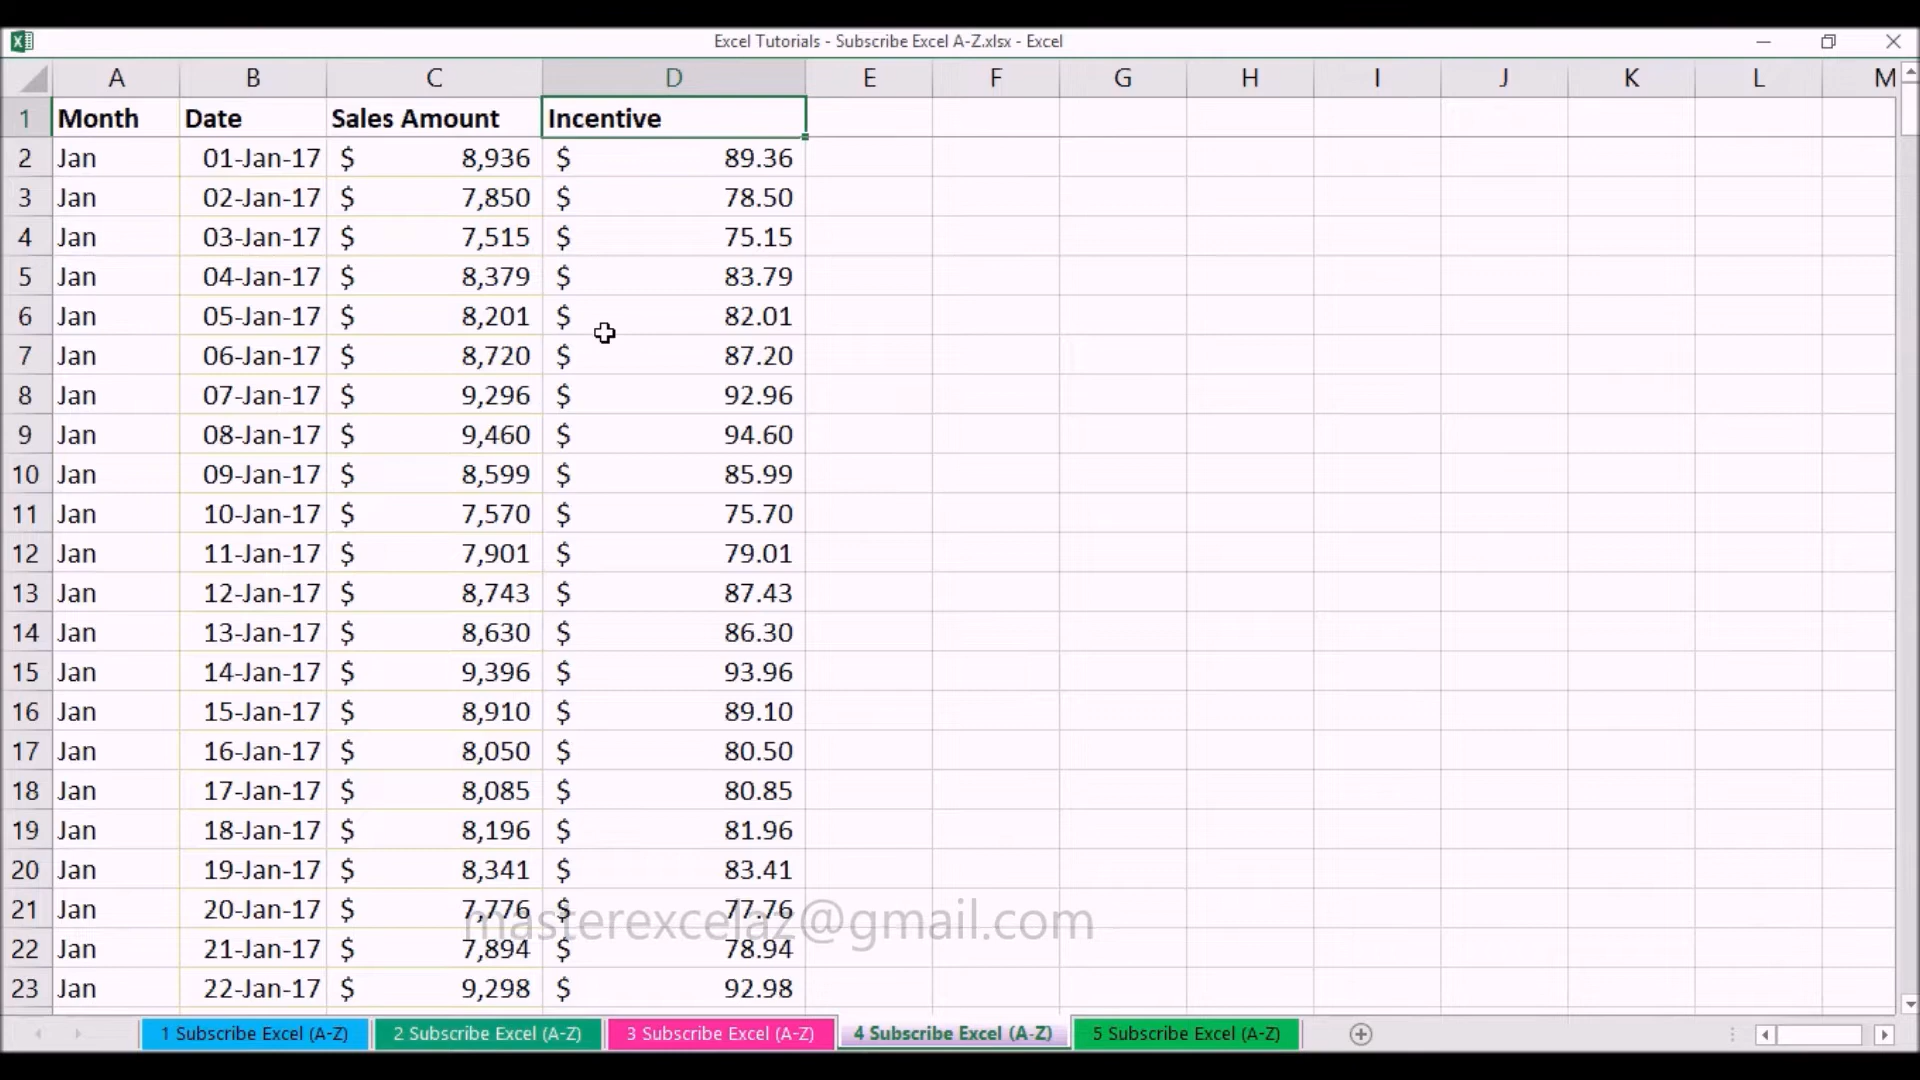 Excel Tutorials - Subscribe Excel A-Z.xlsx - Excel
A B C D E F G H I J K L M
1 Month Date Sales Amount Incentive
2 Jan 01-Jan-17 $ 8,936 $ 89.36
3 Jan 02-Jan-17 $ 7,850 $ 78.50
4 Jan 03-Jan-17 $ 7,515 $ 75.15
5 Jan 04-Jan-17 $ 8,379 $ 83.79
6 Jan 05-Jan-17 $ 8,201 $ 82.01
7 Jan 06-Jan-17 $ 8,720 $ 87.20
8 Jan 07-Jan-17 $ 9,296 $ 92.96
9 Jan 08-Jan-17 $ 9,460 $ 94.60
10 Jan 09-Jan-17 $ 8,599 $ 85.99
11 Jan 10-Jan-17 $ 7,570 $ 75.70
12 Jan 11-Jan-17 $ 7,901 $ 79.01
13 Jan 12-Jan-17 $ 8,743 $ 87.43
14 Jan 13-Jan-17 $ 8,630 $ 86.30
15 Jan 14-Jan-17 $ 9,396 $ 93.96
16 Jan 15-Jan-17 $ 8,910 $ 89.10
17 Jan 16-Jan-17 $ 8,050 $ 80.50
18 Jan 17-Jan-17 $ 8,085 $ 80.85
19 Jan 18-Jan-17 $ 8,196 $ 81.96
20 Jan 19-Jan-17 $ 8,341 $ 83.41
21 Jan 20-Jan-17 $ 7,776 $ 77.76
masterexcelaz@gmail.com
22 Jan 21-Jan-17 $ 7,894 $ 78.94
23 Jan 22-Jan-17 $ 9,298 $ 92.98
1 Subscribe Excel (A-Z) 2 Subscribe Excel (A-Z) 3 Subscribe Excel (A-Z) 4 Subscribe Excel (A-Z) 5 Subscribe Excel (A-Z)